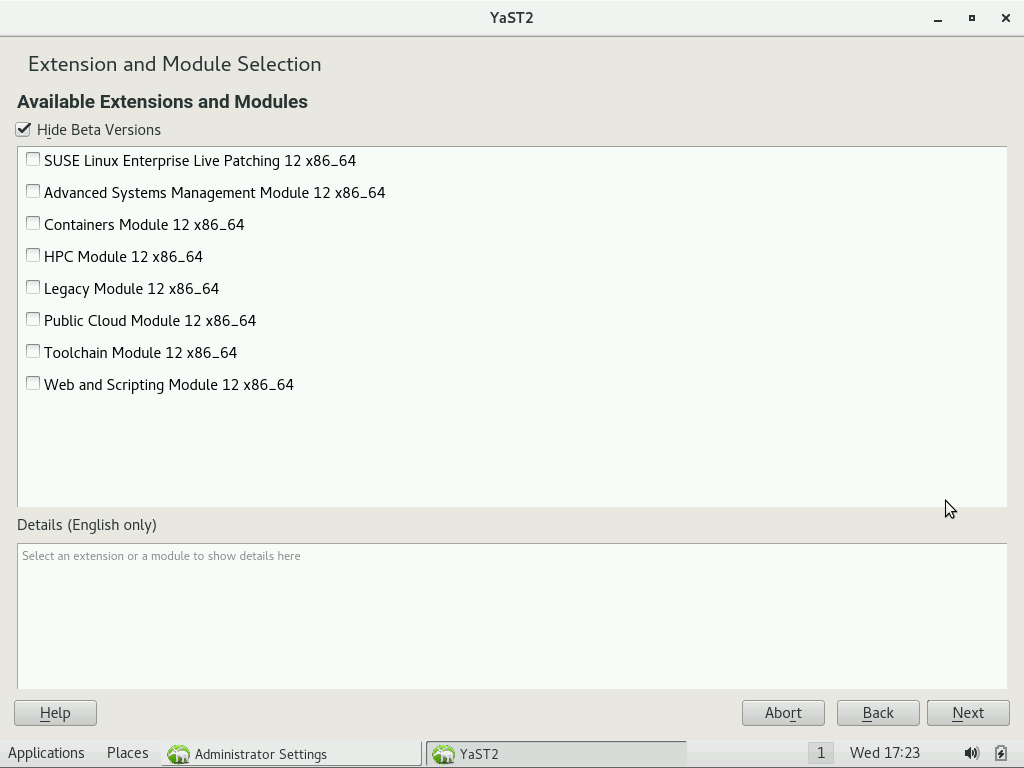 YaST2
Extension and Module Selection
Available Extensions and Modules
Hide Beta Versions
SUSE Linux Enterprise Live Patching 12 x86_64
Advanced Systems Management Module 12 x86_64
Containers Module 12 x86_64
HPC Module 12 x86_64
Legacy Module 12 x86_64
Public Cloud Module 12 x86_64
Toolchain Module 12 x86_64
Web and Scripting Module 12 x86_64
Details (English only)
Select an extension or a module to show details here
Help Abort Back Next
Applications Places Administrator Settings YaST2 1 Wed 17:23